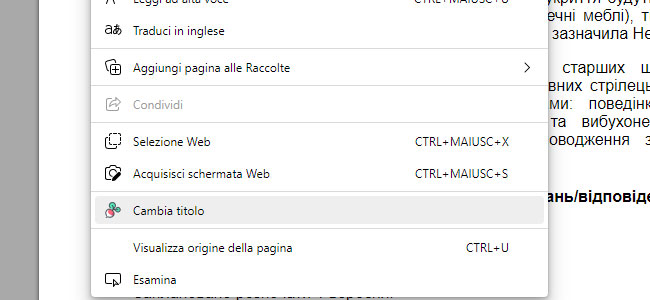 Leggi ad alta voce CTRL+MAIUSC+U
Traduci in inglese
ечні меблі), т
зазначила Не
Aggiungi pagina alle Raccolte
старших
вних стрілець
Condividi
ми: поведінк
Selezione Web CTRL+MAIUSC+X
та вибухоне
оводження з
Acquisisci schermata Web CTRL+MAIUSC+S
ань/відповіде
Cambia titolo
Visualizza origine della pagina CTRL+U
Esamina